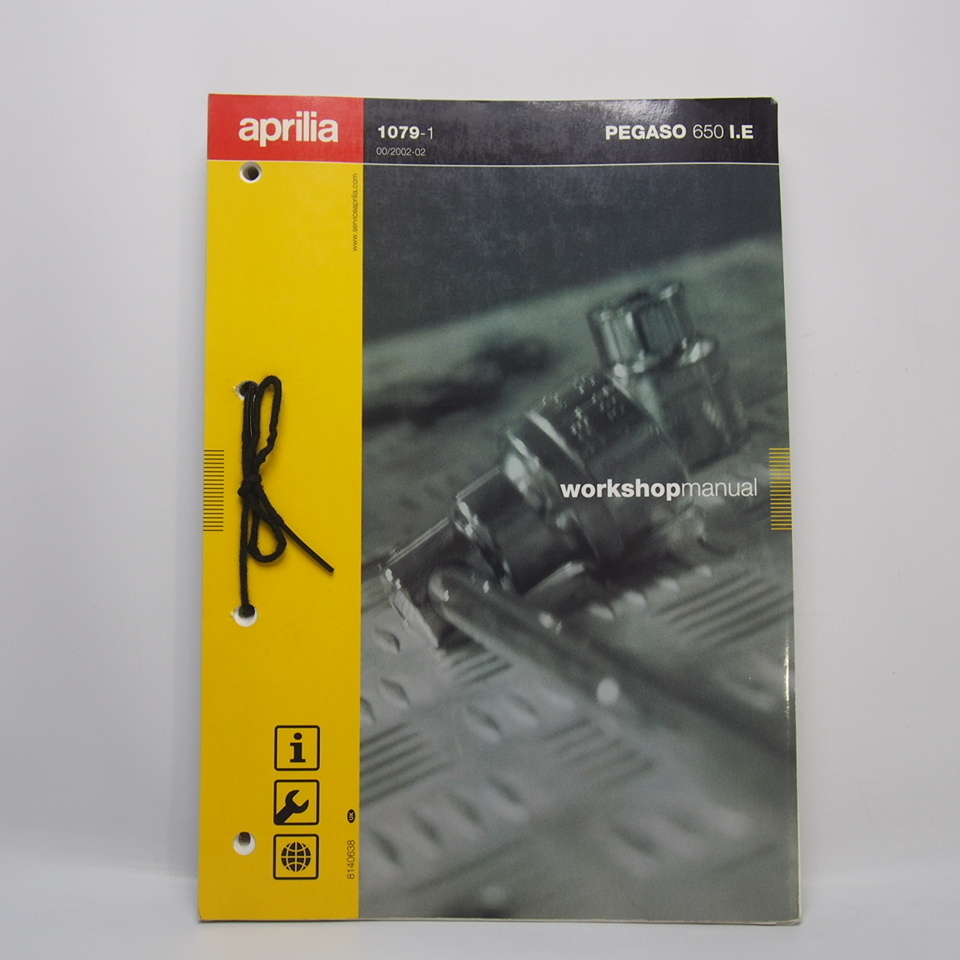 aprilia
1079-1
PEGASO 650 I.E
00/2002-02
www.serviceaprilia.com
workshopmanual
i
8140638